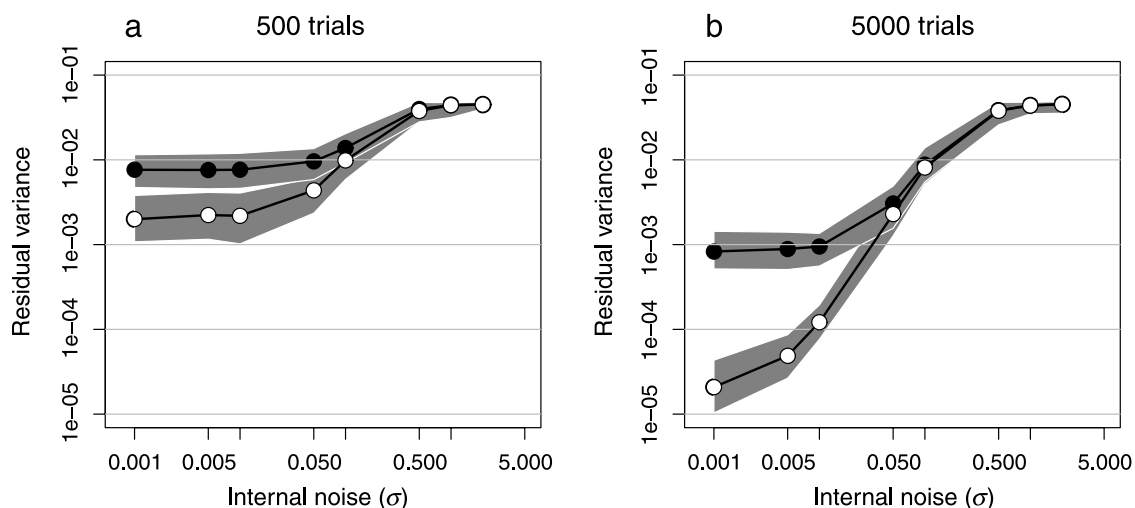 a 500 trials
Residual variance
1e−01
1e−02
1e−03
1e−04
1e−05
0.001 0.005 0.050 0.500 5.000
Internal noise (σ)
b 5000 trials
Residual variance
1e−01
1e−02
1e−03
1e−04
1e−05
0.001 0.005 0.050 0.500 5.000
Internal noise (σ)